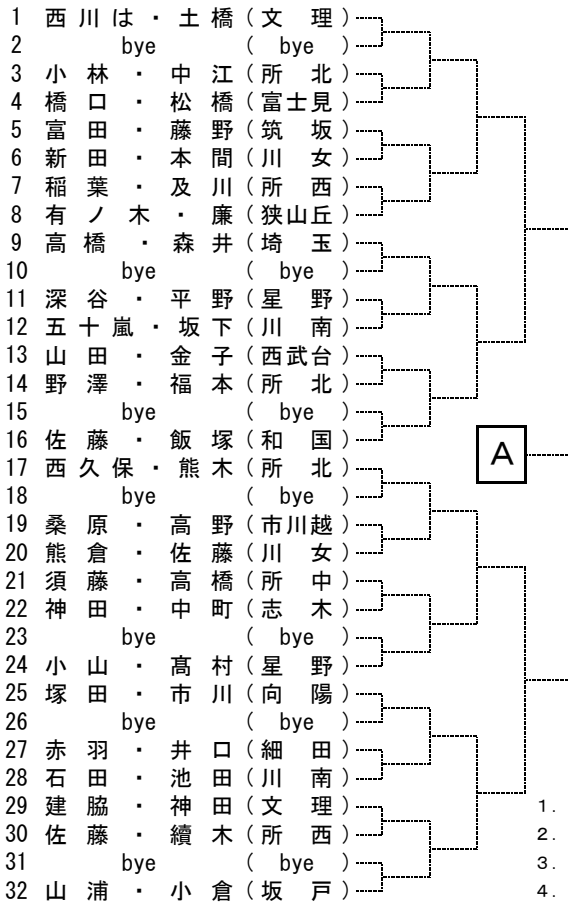 1 西川は・土橋(文理)
2 bye (bye)
3 小林・中江(所北)
4 橋口・松橋(富士見)
5 富田・藤野(筑坂)
6 新田・本間(川女)
7 稲葉・及川(所西)
8 有ノ木・廉(狭山丘)
9 高橋・森井(埼玉)
10 bye (bye)
11 深谷・平野(星野)
12 五十嵐・坂下(川南)
13 山田・金子(西武台)
14 野澤・福本(所北)
15 bye (bye)
16 佐藤・飯塚(和国)
A
17 西久保・熊木(所北)
18 bye (bye)
19 桑原・高野(市川越)
20 熊倉・佐藤(川女)
21 須藤・高橋(所中)
22 神田・中町(志木)
23 bye (bye)
24 小山・髙村(星野)
25 塚田・市川(向陽)
26 bye (bye)
27 赤羽・井口(細田)
28 石田・池田(川南)
29 建脇・神田(文理) 1.
30 佐藤・續木(所西) 2.
31 bye (bye) 3.
32 山浦・小倉(坂戸) 4.